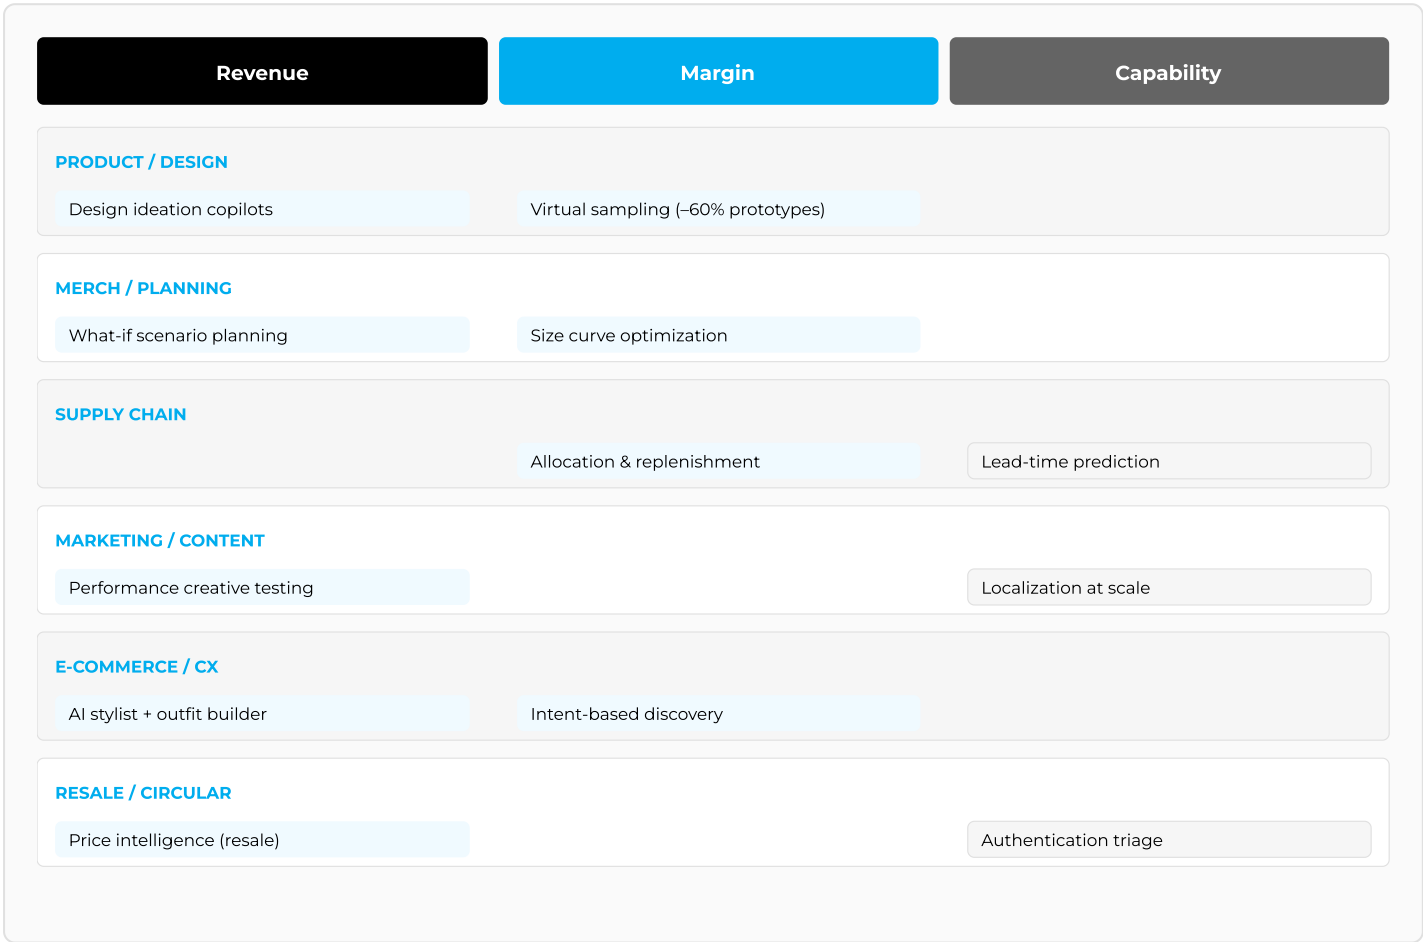 Revenue
Margin
Capability
PRODUCT / DESIGN
Design ideation copilots
Virtual sampling (–60% prototypes)
MERCH / PLANNING
What-if scenario planning
Size curve optimization
SUPPLY CHAIN
Allocation & replenishment
Lead-time prediction
MARKETING / CONTENT
Performance creative testing
Localization at scale
E-COMMERCE / CX
AI stylist + outfit builder
Intent-based discovery
RESALE / CIRCULAR
Price intelligence (resale)
Authentication triage